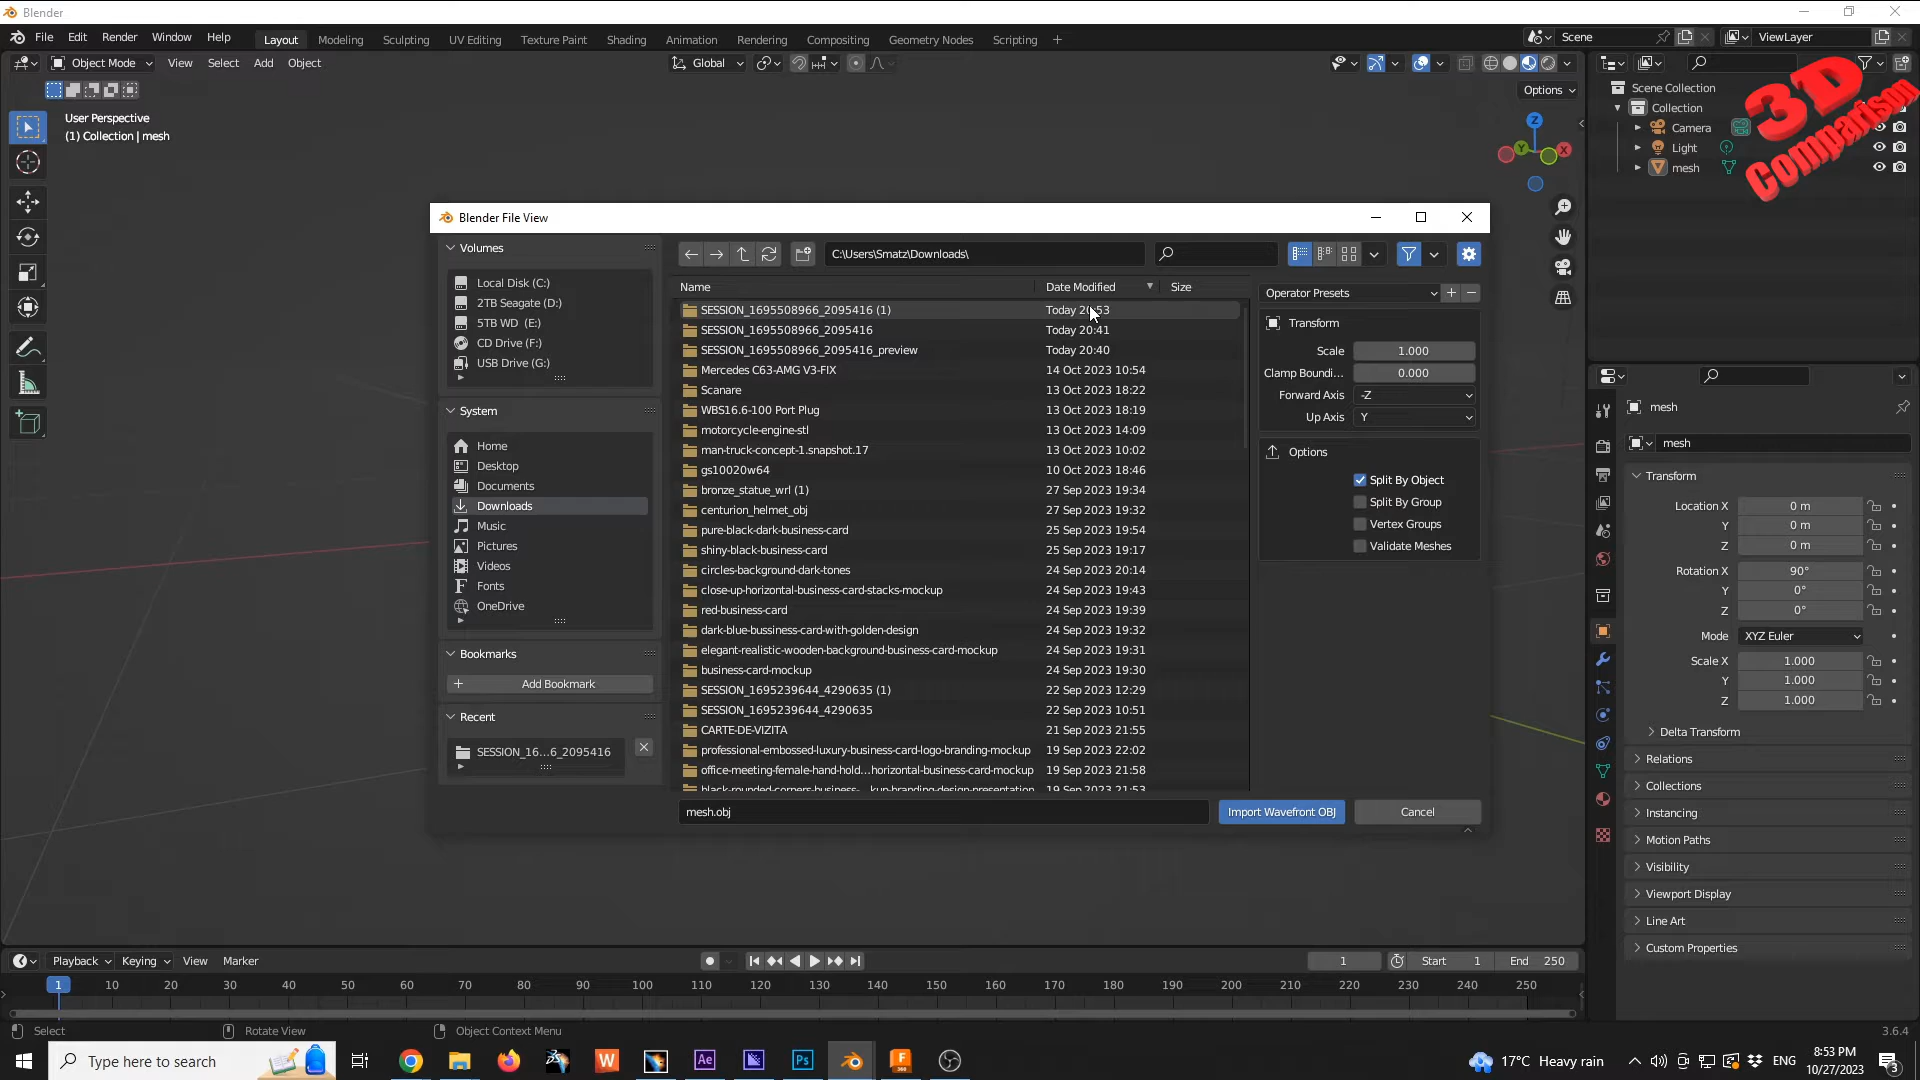 Blender
File Edit Render Window Help
Layout Modeling Sculpting UV Editing Texture Paint Shading Animation Rendering Compositing Geometry Nodes Scripting +
Scene
ViewLayer
Object Mode View Select Add Object
Global
Options
User Perspective
(1) Collection | mesh
Z
Y
X
Scene Collection
Collection
Camera
Light
mesh
3D
Comparison
Blender File View
Volumes
Local Disk (C:)
2TB Seagate (D:)
5TB WD (E:)
CD Drive (F:)
USB Drive (G:)
System
Home
Desktop
Documents
Downloads
Music
Pictures
Videos
Fonts
OneDrive
Bookmarks
+ Add Bookmark
Recent
SESSION_16...6_2095416
C:\Users\Smatz\Downloads\
Name Date Modified Size
SESSION_1695508966_2095416 (1) Today 20:53
SESSION_1695508966_2095416 Today 20:41
SESSION_1695508966_2095416_preview Today 20:40
Mercedes C63-AMG V3-FIX 14 Oct 2023 10:54
Scanare 13 Oct 2023 18:22
WBS16.6-100 Port Plug 13 Oct 2023 18:19
motorcycle-engine-stl 13 Oct 2023 14:09
man-truck-concept-1.snapshot.17 13 Oct 2023 10:02
gs10020w64 10 Oct 2023 18:46
bronze_statue_wrl (1) 27 Sep 2023 19:34
centurion_helmet_obj 27 Sep 2023 19:32
pure-black-dark-business-card 25 Sep 2023 19:54
shiny-black-business-card 25 Sep 2023 19:17
circles-background-dark-tones 24 Sep 2023 20:14
close-up-horizontal-business-card-stacks-mockup 24 Sep 2023 19:43
red-business-card 24 Sep 2023 19:39
dark-blue-bussiness-card-with-golden-design 24 Sep 2023 19:32
elegant-realistic-wooden-background-business-card-mockup 24 Sep 2023 19:31
business-card-mockup 24 Sep 2023 19:30
SESSION_1695239644_4290635 (1) 22 Sep 2023 12:29
SESSION_1695239644_4290635 22 Sep 2023 10:51
CARTE-DE-VIZITA 21 Sep 2023 21:55
professional-embossed-luxury-business-card-logo-branding-mockup 19 Sep 2023 22:02
office-meeting-female-hand-hold...horizontal-business-card-mockup 19 Sep 2023 21:58
black-rounded-corners-business-...kup-branding-design-presentation 19 Sep 2023 21:53
mesh.obj
Import Wavefront OBJ
Cancel
Operator Presets + −
Transform
Scale 1.000
Clamp Boundi... 0.000
Forward Axis -Z
Up Axis Y
Options
Split By Object
Split By Group
Vertex Groups
Validate Meshes
mesh
mesh
Transform
Location X 0 m
Y 0 m
Z 0 m
Rotation X 90°
Y 0°
Z 0°
Mode XYZ Euler
Scale X 1.000
Y 1.000
Z 1.000
Delta Transform
Relations
Collections
Instancing
Motion Paths
Visibility
Viewport Display
Line Art
Custom Properties
Playback Keying View Marker
1 Start 1 End 250
1 10 20 30 40 50 60 70 80 90 100 110 120 130 140 150 160 170 180 190 200 210 220 230 240 250
Select Rotate View Object Context Menu
3.6.4
Type here to search
W
Ae
Ps
F
360
17°C Heavy rain
ENG
8:53 PM
10/27/2023
3